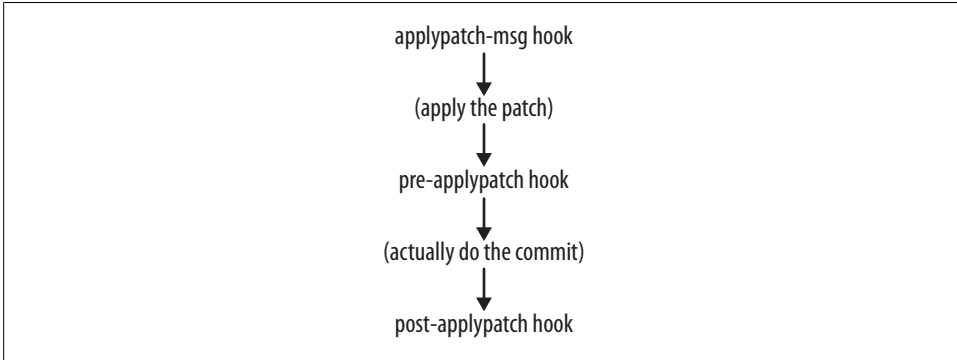 applypatch-msg hook
(apply the patch)
pre-applypatch hook
(actually do the commit)
post-applypatch hook